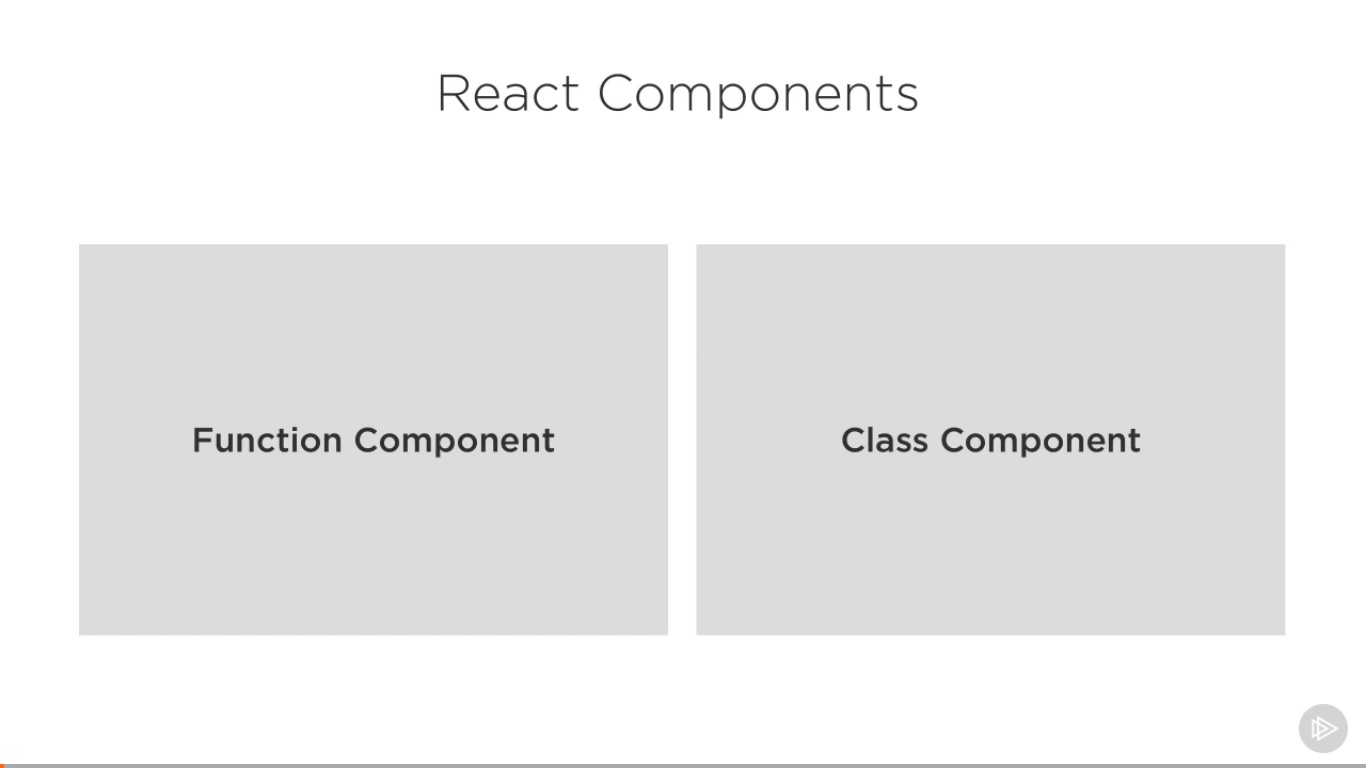 React Components
Function Component
Class Component